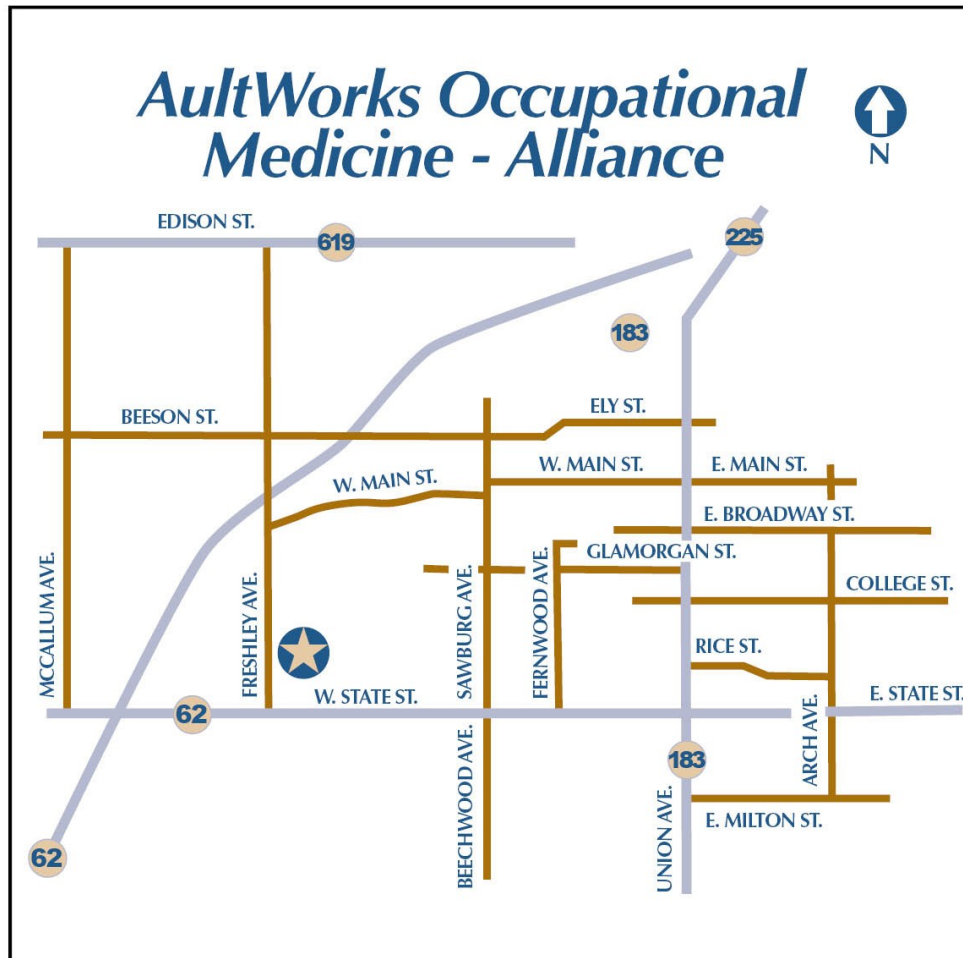 AultWorks Occupational
Medicine - Alliance
N
EDISON ST.
619
225
183
BEESON ST.
ELY ST.
W. MAIN ST.
W. MAIN ST.
E. MAIN ST.
E. BROADWAY ST.
GLAMORGAN ST.
COLLEGE ST.
MCCALLUM AVE.
FRESHLEY AVE.
SAWBURG AVE.
FERNWOOD AVE.
RICE ST.
W. STATE ST.
E. STATE ST.
62
ARCH AVE.
183
BEECHWOOD AVE.
UNION AVE.
E. MILTON ST.
62